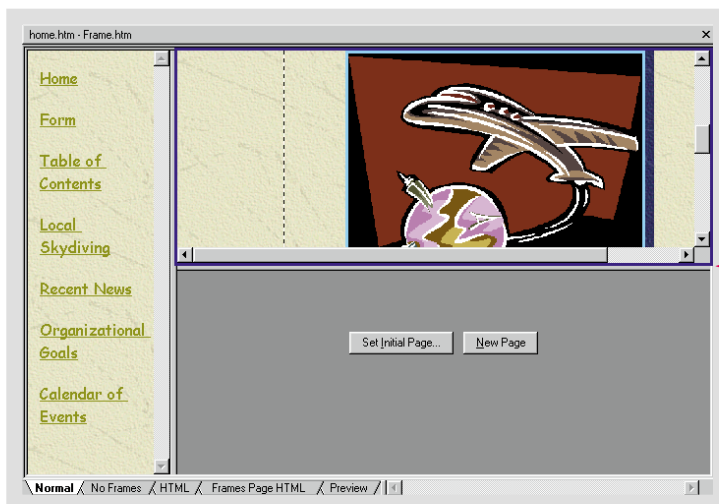 home.htm - Frame.htm
Home
Form
Table of
Contents
Local
Skydiving
Recent News
Organizational
Goals
Calendar of
Events
Set Initial Page... New Page
Normal No Frames HTML Frames Page HTML Preview